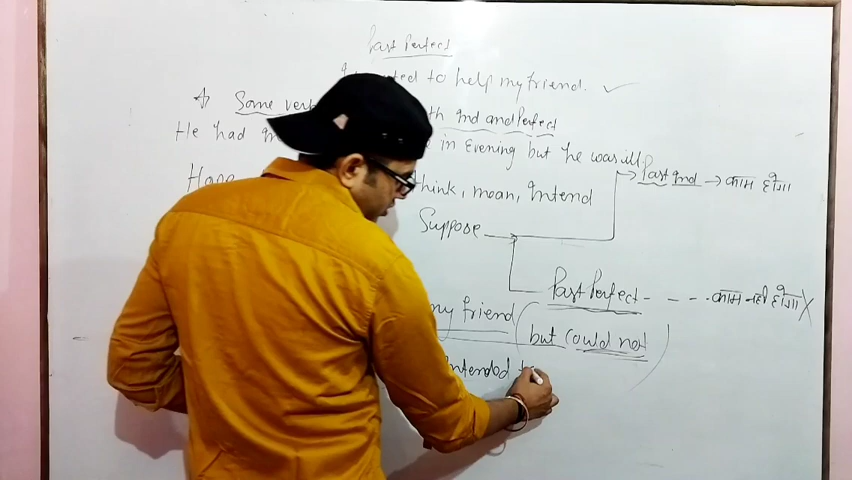 Past Perfect
to help my friend. ✓
Some verb th Ind and Perfect
He had in Evening but he was ill.
Hope think, mean, Intend
Suppose
Past Ind → काम होगा
Past Perfect - - - - काम नही होगा X
my friend (but could not)
Intended t